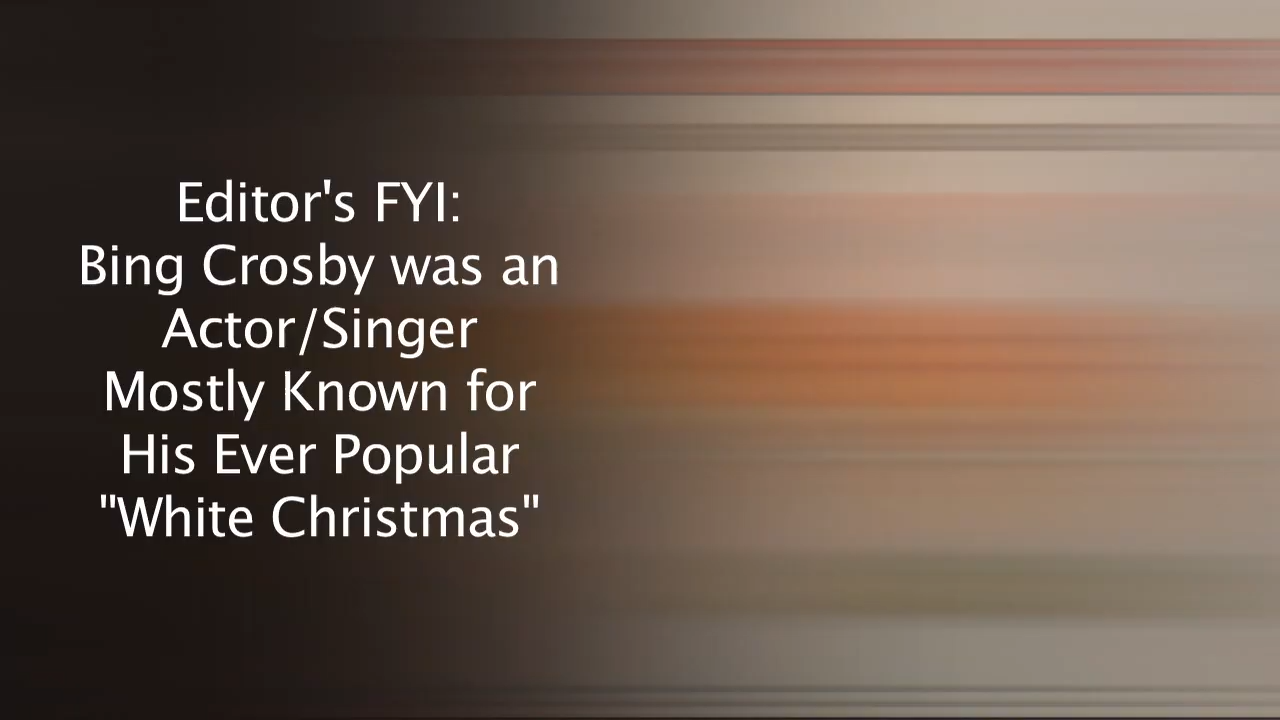 Editor's FYI:
Bing Crosby was an
Actor/Singer
Mostly Known for
His Ever Popular
"White Christmas"